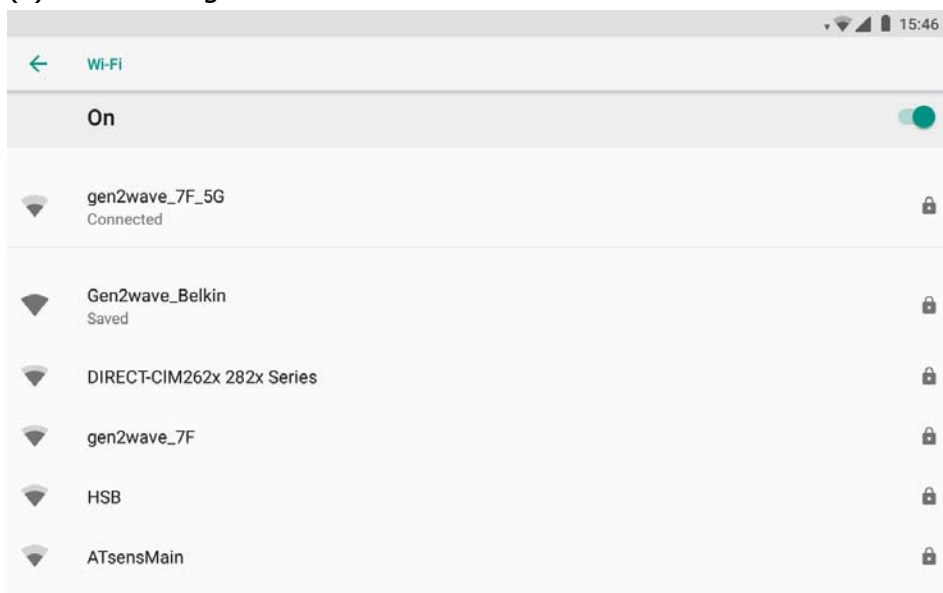 15:46
Wi-Fi
On
gen2wave_7F_5G
Connected
Gen2wave_Belkin
Saved
DIRECT-CIM262x 282x Series
gen2wave_7F
HSB
ATsensMain